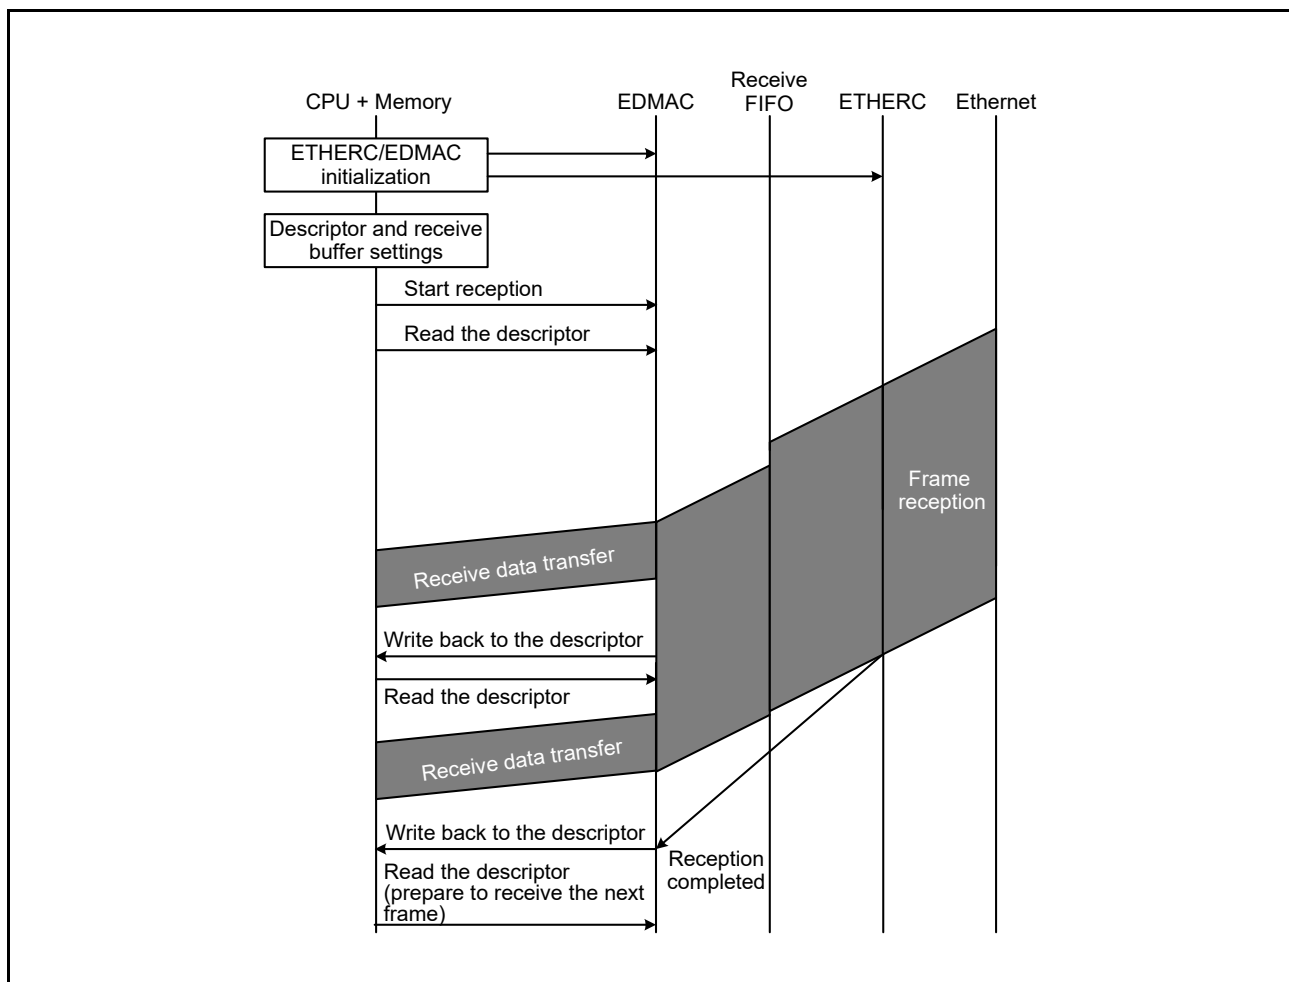 CPU + Memory
EDMAC
Receive
FIFO
ETHERC
Ethernet
ETHERC/EDMAC
initialization
Descriptor and receive
buffer settings
Start reception
Read the descriptor
Frame
reception
Receive data transfer
Write back to the descriptor
Read the descriptor
Receive data transfer
Write back to the descriptor
Reception
completed
Read the descriptor
(prepare to receive the next
frame)